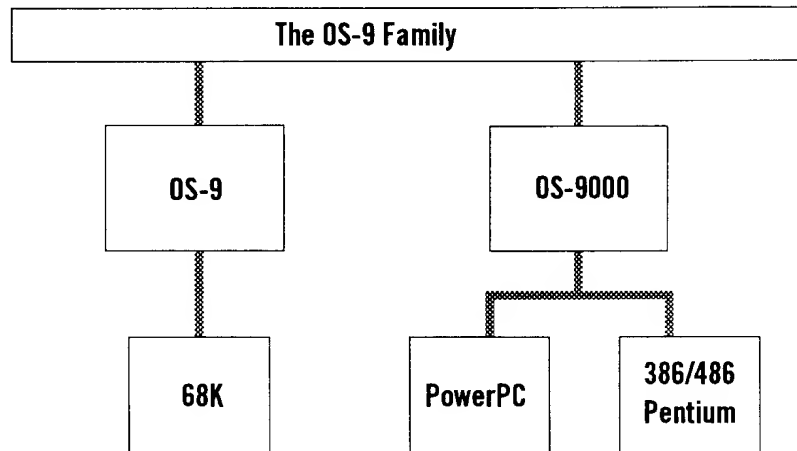 The OS-9 Family
OS-9
OS-9000
68K
PowerPC
386/486
Pentium